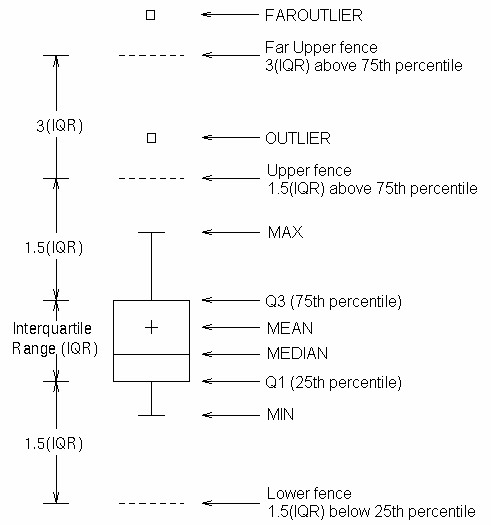 FAROUTLIER
Far Upper fence
3(IQR) above 75th percentile
3(IQR)
OUTLIER
Upper fence
1.5(IQR) above 75th percentile
MAX
1.5(IQR)
Q3 (75th percentile)
Interquartile
Range (IQR)
MEAN
MEDIAN
Q1 (25th percentile)
MIN
1.5(IQR)
Lower fence
1.5(IQR) below 25th percentile